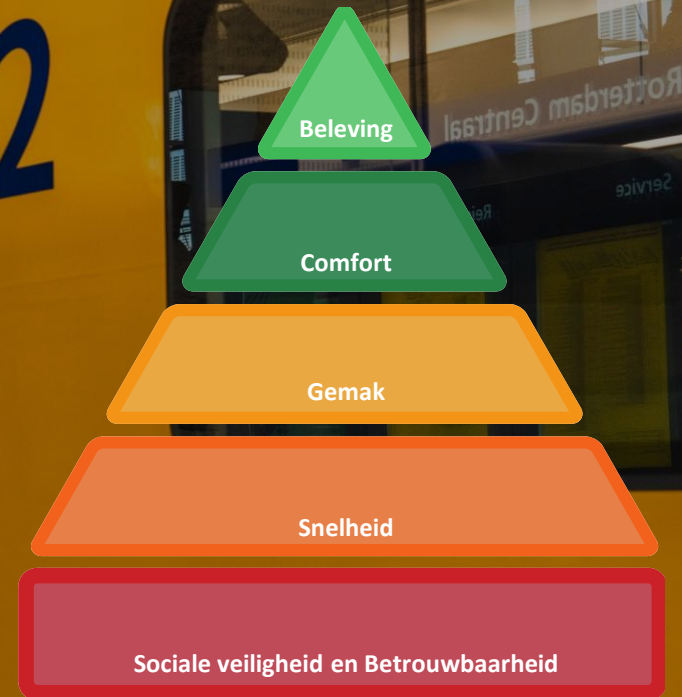 2
Rotterdam Centraal
Service
Beleving
Comfort
Gemak
Snelheid
Sociale veiligheid en Betrouwbaarheid